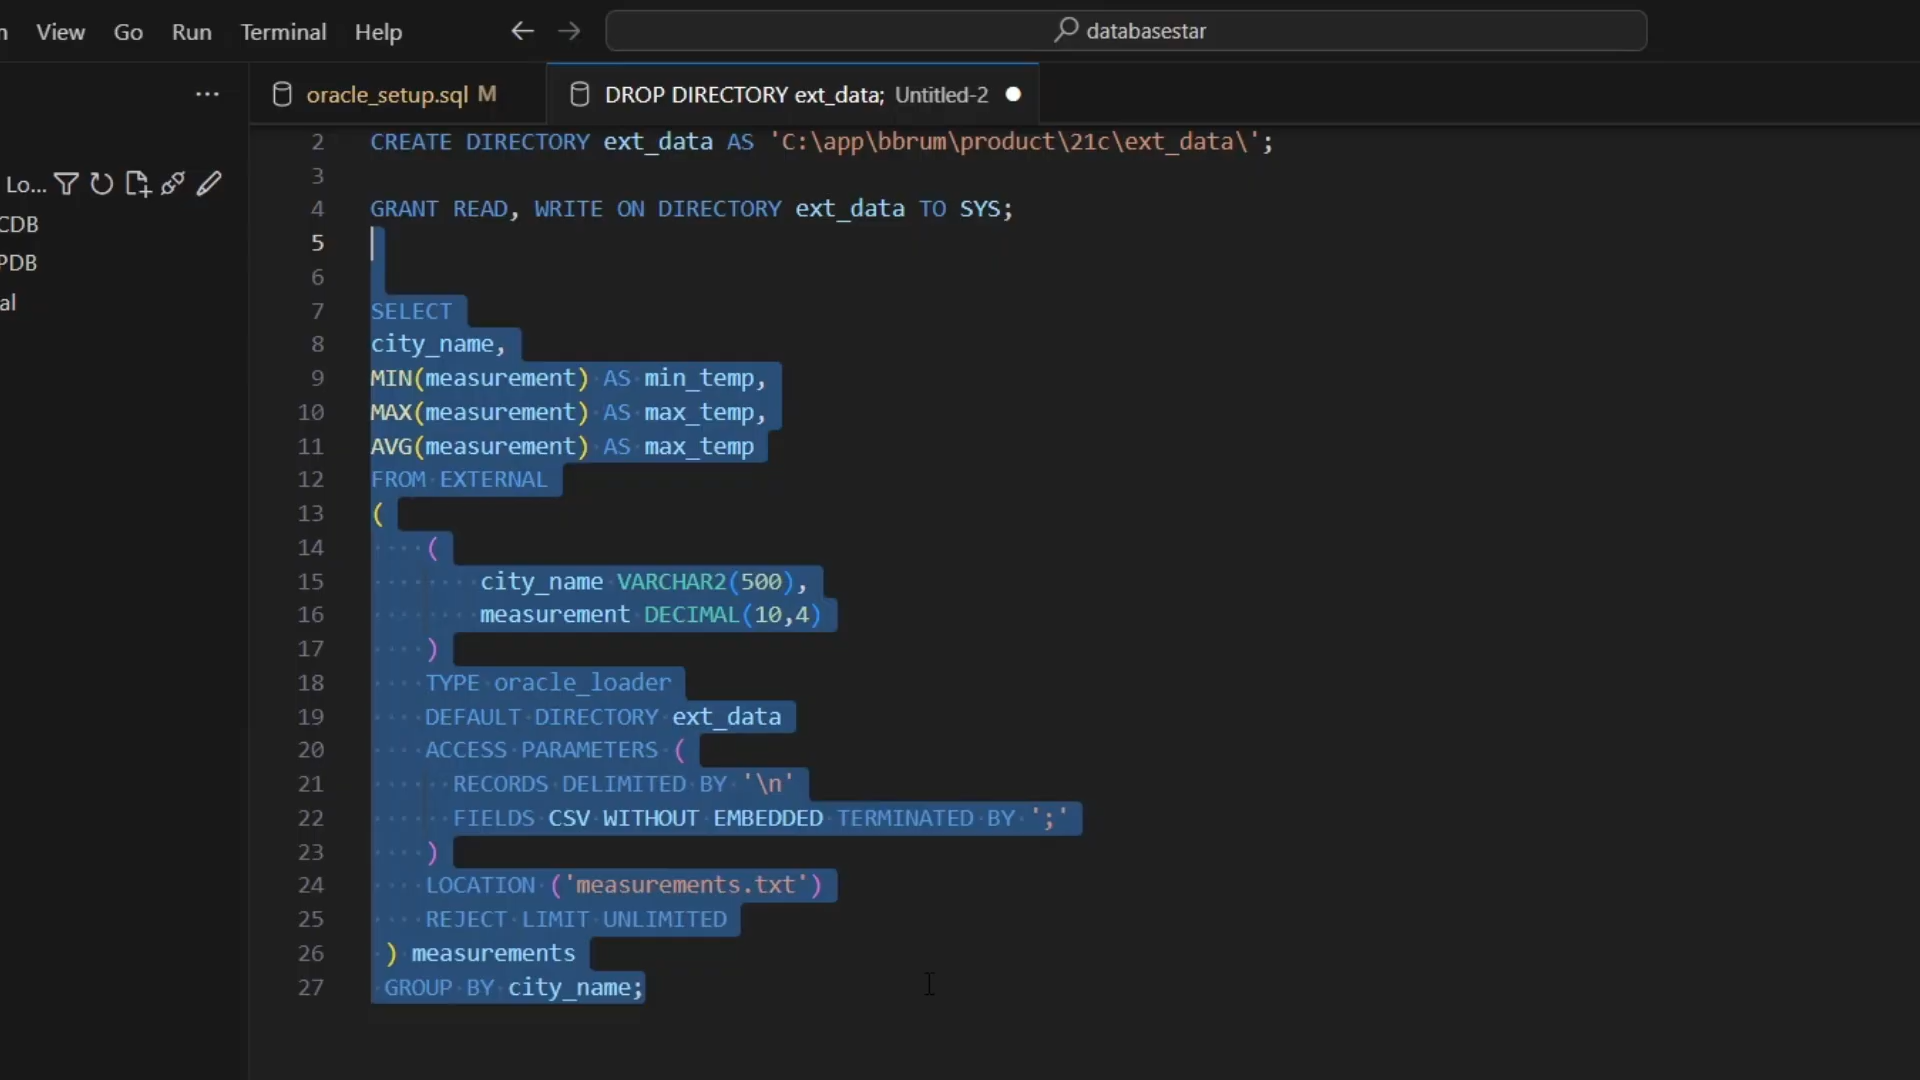 View Go Run Terminal Help databasestar
oracle_setup.sql M DROP DIRECTORY ext_data; Untitled-2
Lo...
CDB
PDB
al
2 CREATE DIRECTORY ext_data AS 'C:\app\bbrum\product\21c\ext_data\';
3
4 GRANT READ, WRITE ON DIRECTORY ext_data TO SYS;
5
6
7 SELECT
8 city_name,
9 MIN(measurement) AS min_temp,
10 MAX(measurement) AS max_temp,
11 AVG(measurement) AS max_temp
12 FROM EXTERNAL
13 (
14 (
15 city_name VARCHAR2(500),
16 measurement DECIMAL(10,4)
17 )
18 TYPE oracle_loader
19 DEFAULT DIRECTORY ext_data
20 ACCESS PARAMETERS (
21 RECORDS DELIMITED BY '\n'
22 FIELDS CSV WITHOUT EMBEDDED TERMINATED BY ';'
23 )
24 LOCATION ('measurements.txt')
25 REJECT LIMIT UNLIMITED
26 ) measurements
27 GROUP BY city_name;